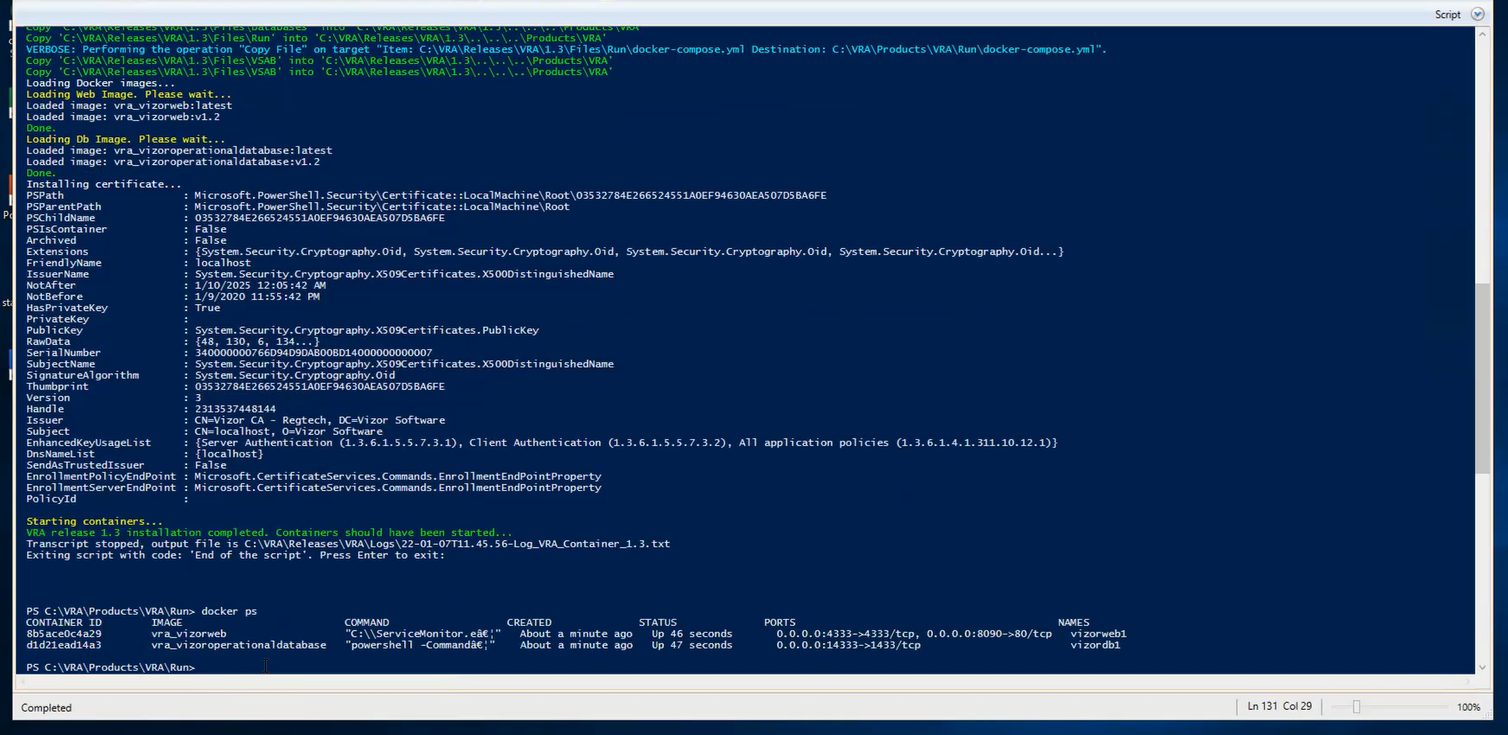 Script
Copy 'C:\VRA\Releases\VRA\1.3\Files\Databases' into 'C:\VRA\Releases\VRA\1.3\..\..\..\Products\VRA'
Copy 'C:\VRA\Releases\VRA\1.3\Files\Run' into 'C:\VRA\Releases\VRA\1.3\..\..\..\Products\VRA'
VERBOSE: Performing the operation "Copy File" on target "Item: C:\VRA\Releases\VRA\1.3\Files\Run\docker-compose.yml Destination: C:\VRA\Products\VRA\Run\docker-compose.yml".
Copy 'C:\VRA\Releases\VRA\1.3\Files\VSAB' into 'C:\VRA\Releases\VRA\1.3\..\..\..\Products\VRA'
Copy 'C:\VRA\Releases\VRA\1.3\Files\VSAB' into 'C:\VRA\Releases\VRA\1.3\..\..\..\Products\VRA'
Loading Docker images...
Loading Web Image. Please wait...
Loaded image: vra_vizorweb:latest
Loaded image: vra_vizorweb:v1.2
Done.
Loading Db Image. Please wait...
Loaded image: vra_vizoroperationaldatabase:latest
Loaded image: vra_vizoroperationaldatabase:v1.2
Done.
Installing certificate...
PSPath : Microsoft.PowerShell.Security\Certificate::LocalMachine\Root\03532784E266524551A0EF94630AEA507D5BA6FE
PSParentPath : Microsoft.PowerShell.Security\Certificate::LocalMachine\Root
PSChildName : 03532784E266524551A0EF94630AEA507D5BA6FE
PSIsContainer : False
Archived : False
Extensions : {System.Security.Cryptography.Oid, System.Security.Cryptography.Oid, System.Security.Cryptography.Oid, System.Security.Cryptography.Oid...}
FriendlyName : localhost
IssuerName : System.Security.Cryptography.X509Certificates.X500DistinguishedName
NotAfter : 1/10/2025 12:05:42 AM
NotBefore : 1/9/2020 11:55:42 PM
HasPrivateKey : True
PrivateKey :
PublicKey : System.Security.Cryptography.X509Certificates.PublicKey
RawData : {48, 130, 6, 134...}
SerialNumber : 340000000766D94D9DAB00BD14000000000007
SubjectName : System.Security.Cryptography.X509Certificates.X500DistinguishedName
SignatureAlgorithm : System.Security.Cryptography.Oid
Thumbprint : 03532784E266524551A0EF94630AEA507D5BA6FE
Version : 3
Handle : 2313537448144
Issuer : CN=Vizor CA - Regtech, DC=Vizor Software
Subject : CN=localhost, O=Vizor Software
EnhancedKeyUsageList : {Server Authentication (1.3.6.1.5.5.7.3.1), Client Authentication (1.3.6.1.5.5.7.3.2), All application policies (1.3.6.1.4.1.311.10.12.1)}
DnsNameList : {localhost}
SendAsTrustedIssuer : False
EnrollmentPolicyEndPoint : Microsoft.CertificateServices.Commands.EnrollmentEndPointProperty
EnrollmentServerEndPoint : Microsoft.CertificateServices.Commands.EnrollmentEndPointProperty
PolicyId :
Starting containers...
VRA release 1.3 installation completed. Containers should have been started...
Transcript stopped, output file is C:\VRA\Releases\VRA\Logs\22-01-07T11.45.56-Log_VRA_Container_1.3.txt
Exiting script with code: 'End of the script'. Press Enter to exit:
PS C:\VRA\Products\VRA\Run> docker ps
CONTAINER ID IMAGE COMMAND CREATED STATUS PORTS NAMES
8b5ace0c4a29 vra_vizorweb "C:\\ServiceMonitor.eâ€¦" About a minute ago Up 46 seconds 0.0.0.0:4333->4333/tcp, 0.0.0.0:8090->80/tcp vizorweb1
d1d21ead14a3 vra_vizoroperationaldatabase "powershell -Commandâ€¦" About a minute ago Up 47 seconds 0.0.0.0:14333->1433/tcp vizordb1
PS C:\VRA\Products\VRA\Run>
Completed
Ln 131 Col 29
100%